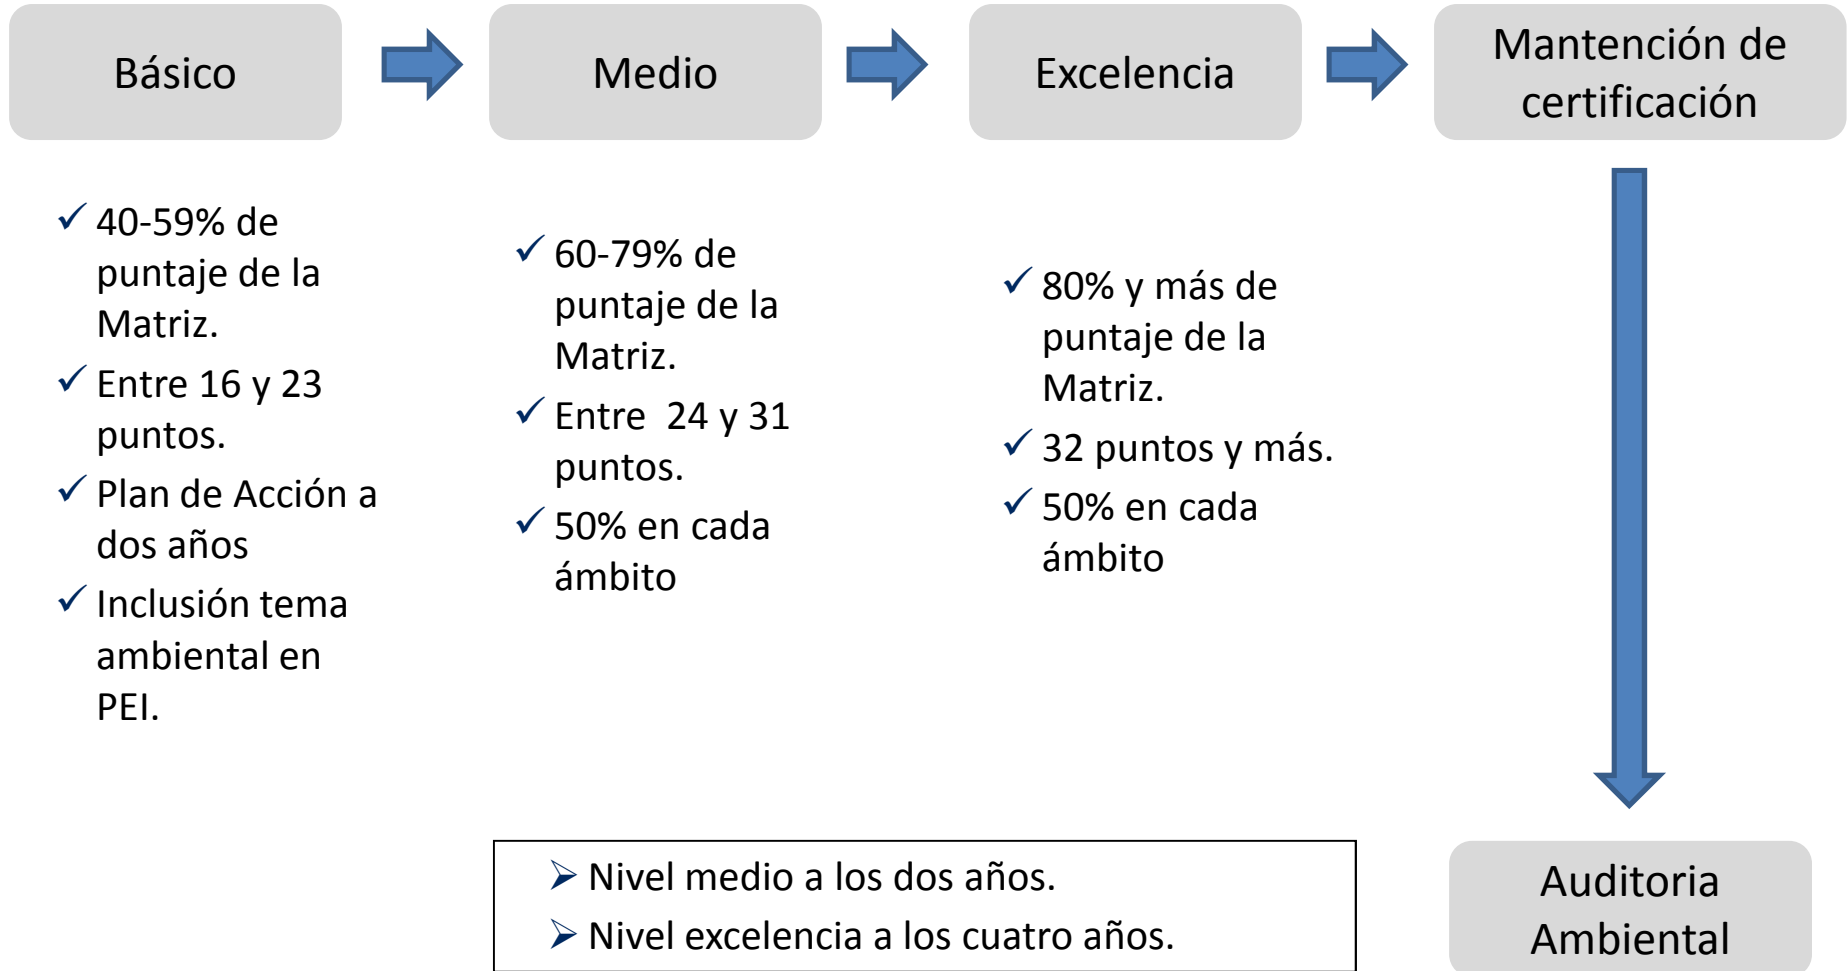 Básico
Medio
Excelencia
Mantención de
certificación
40-59% de
puntaje de la
Matriz.
Entre 16 y 23
puntos.
Plan de Acción a
dos años
Inclusión tema
ambiental en
PEI.
60-79% de
puntaje de la
Matriz.
Entre 24 y 31
puntos.
50% en cada
ámbito
80% y más de
puntaje de la
Matriz.
32 puntos y más.
50% en cada
ámbito
Nivel medio a los dos años.
Nivel excelencia a los cuatro años.
Auditoria
Ambiental